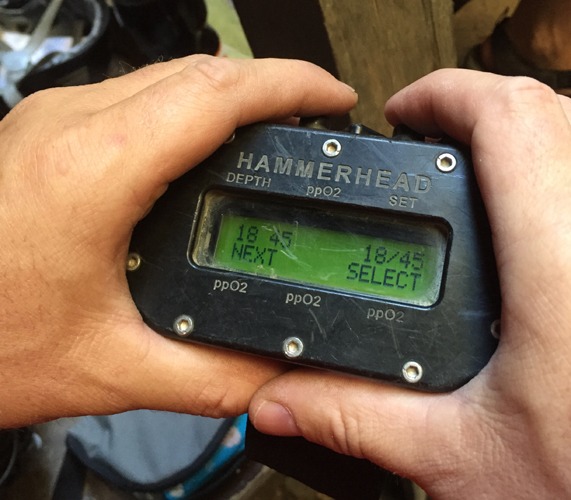 HAMMERHEAD
DEPTH ppO2 SET
18 45 18/45
NEXT SELECT
ppO2 ppO2 ppO2